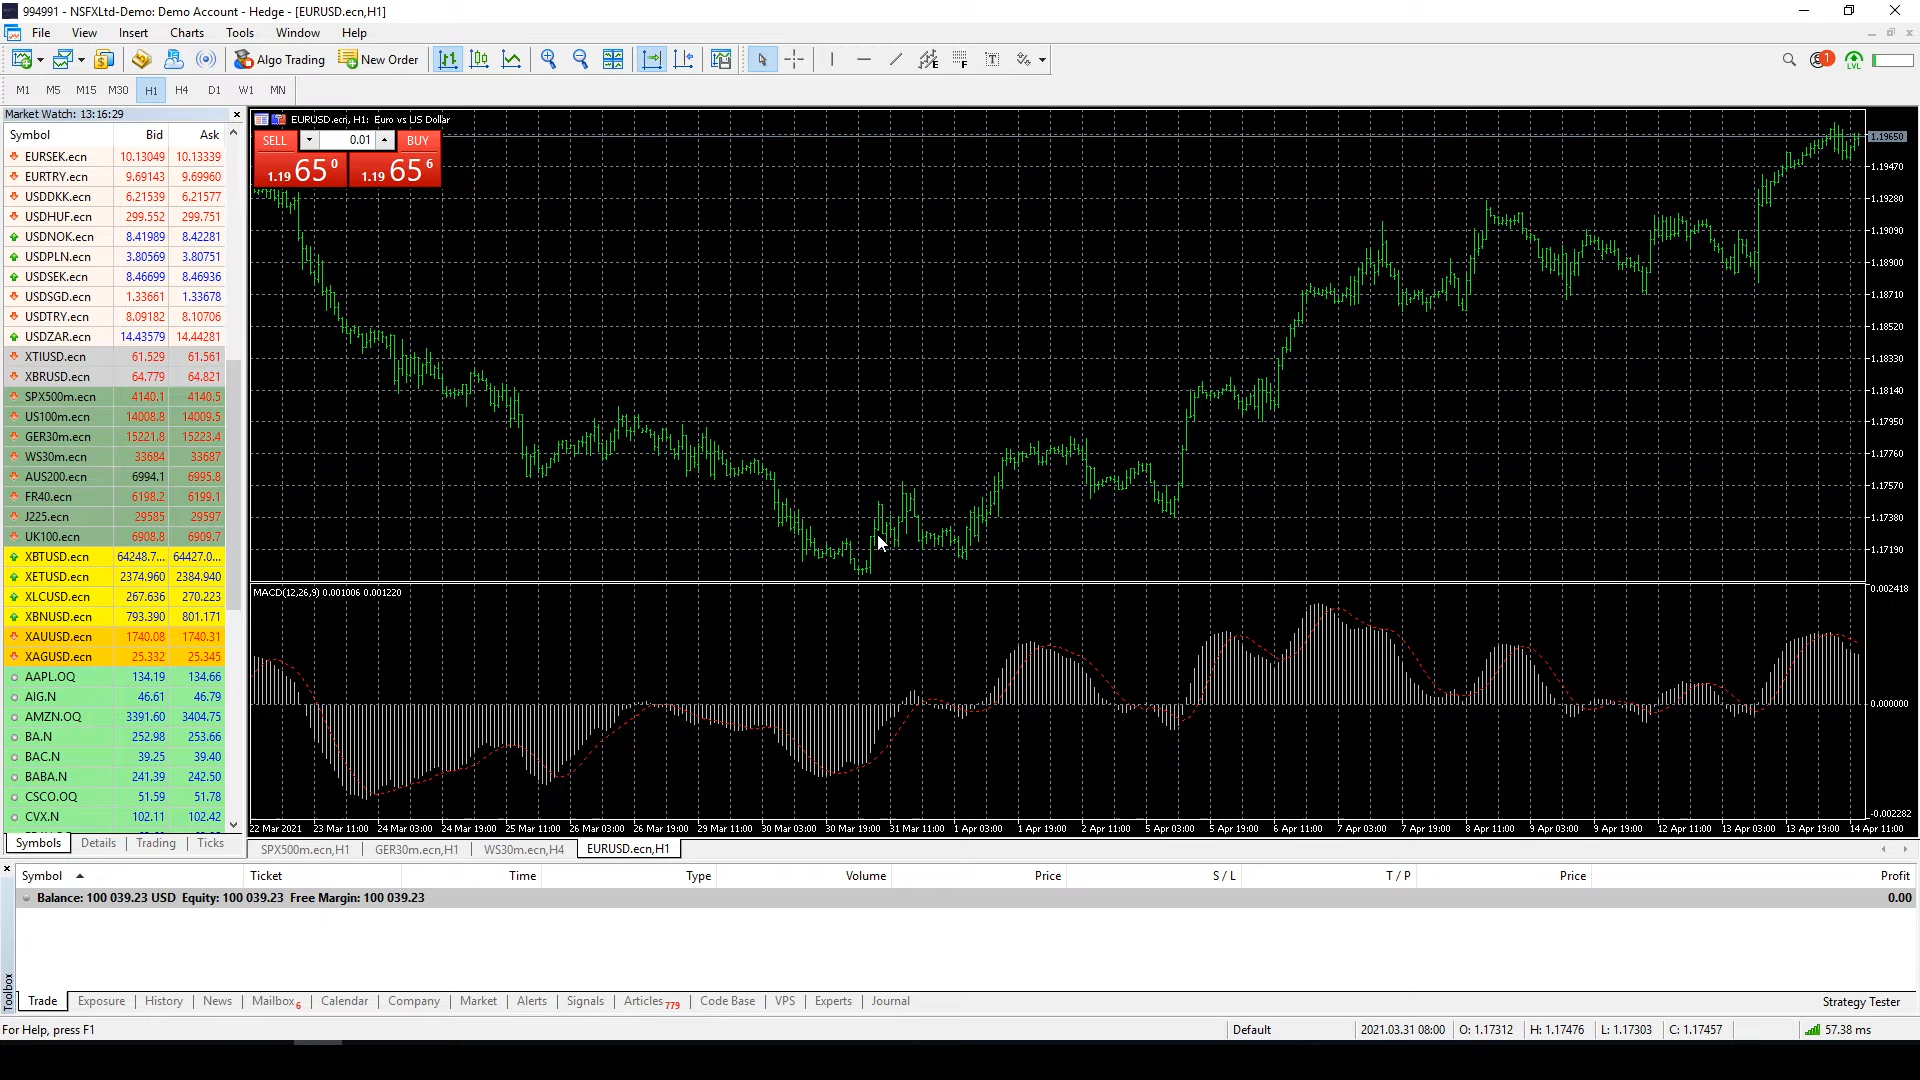 994991 - NSFXLtd-Demo: Demo Account - Hedge - [EURUSD.ecn,H1]
File View Insert Charts Tools Window Help
Algo Trading New Order 1 LVL
M1 M5 M15 M30 H1 H4 D1 W1 MN
Market Watch: 13:16:29
Symbol Bid Ask
EURSEK.ecn 10.13049 10.13339
EURTRY.ecn 9.69143 9.69960
USDDKK.ecn 6.21539 6.21577
USDHUF.ecn 299.552 299.751
USDNOK.ecn 8.41989 8.42281
USDPLN.ecn 3.80569 3.80751
USDSEK.ecn 8.46699 8.46936
USDSGD.ecn 1.33661 1.33678
USDTRY.ecn 8.09182 8.10706
USDZAR.ecn 14.43579 14.44281
XTIUSD.ecn 61.529 61.561
XBRUSD.ecn 64.779 64.821
SPX500m.ecn 4140.1 4140.5
US100m.ecn 14008.8 14009.5
GER30m.ecn 15221.8 15223.4
WS30m.ecn 33684 33687
AUS200.ecn 6994.1 6995.8
FR40.ecn 6198.2 6199.1
J225.ecn 29585 29597
UK100.ecn 6908.8 6909.7
XBTUSD.ecn 64248.7... 64427.0...
XETUSD.ecn 2374.960 2384.940
XLCUSD.ecn 267.636 270.223
XBNUSD.ecn 793.390 801.171
XAUUSD.ecn 1740.08 1740.31
XAGUSD.ecn 25.332 25.345
AAPL.OQ 134.19 134.66
AIG.N 46.61 46.79
AMZN.OQ 3391.60 3404.75
BA.N 252.98 253.66
BAC.N 39.25 39.40
BABA.N 241.39 242.50
CSCO.OQ 51.59 51.78
CVX.N 102.11 102.42
Symbols Details Trading Ticks
EURUSD.ecn, H1: Euro vs US Dollar
SELL 0.01 BUY
1.19 65 0 1.19 65 6
1.19650
1.19470
1.19280
1.19090
1.18900
1.18710
1.18520
1.18330
1.18140
1.17950
1.17760
1.17570
1.17380
1.17190
MACD(12,26,9) 0.001006 0.001220
0.002418
0.000000
-0.002282
22 Mar 2021 23 Mar 11:00 24 Mar 03:00 24 Mar 19:00 25 Mar 11:00 26 Mar 03:00 26 Mar 19:00 29 Mar 11:00 30 Mar 03:00 30 Mar 19:00 31 Mar 11:00 1 Apr 03:00 1 Apr 19:00 2 Apr 11:00 5 Apr 03:00 5 Apr 19:00 6 Apr 11:00 7 Apr 03:00 7 Apr 19:00 8 Apr 11:00 9 Apr 03:00 9 Apr 19:00 12 Apr 11:00 13 Apr 03:00 13 Apr 19:00 14 Apr 11:00
SPX500m.ecn,H1 GER30m.ecn,H1 WS30m.ecn,H4 EURUSD.ecn,H1
Symbol Ticket Time Type Volume Price S / L T / P Price Profit
Balance: 100 039.23 USD Equity: 100 039.23 Free Margin: 100 039.23 0.00
Toolbox
Trade Exposure History News Mailbox 6 Calendar Company Market Alerts Signals Articles 779 Code Base VPS Experts Journal Strategy Tester
For Help, press F1 Default 2021.03.31 08:00 O: 1.17312 H: 1.17476 L: 1.17303 C: 1.17457 57.38 ms